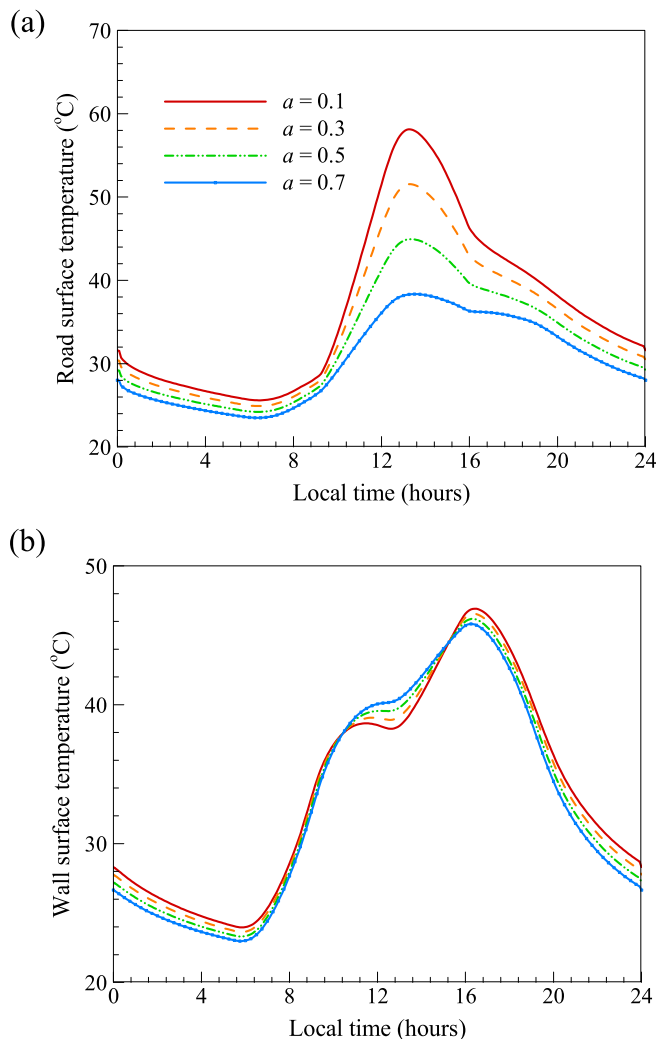 (a)
70
60
50
40
30
20
Road surface temperature (°C)
a = 0.1
a = 0.3
a = 0.5
a = 0.7
0 4 8 12 16 20 24
Local time (hours)
(b)
50
40
30
20
Wall surface temperature (°C)
0 4 8 12 16 20 24
Local time (hours)